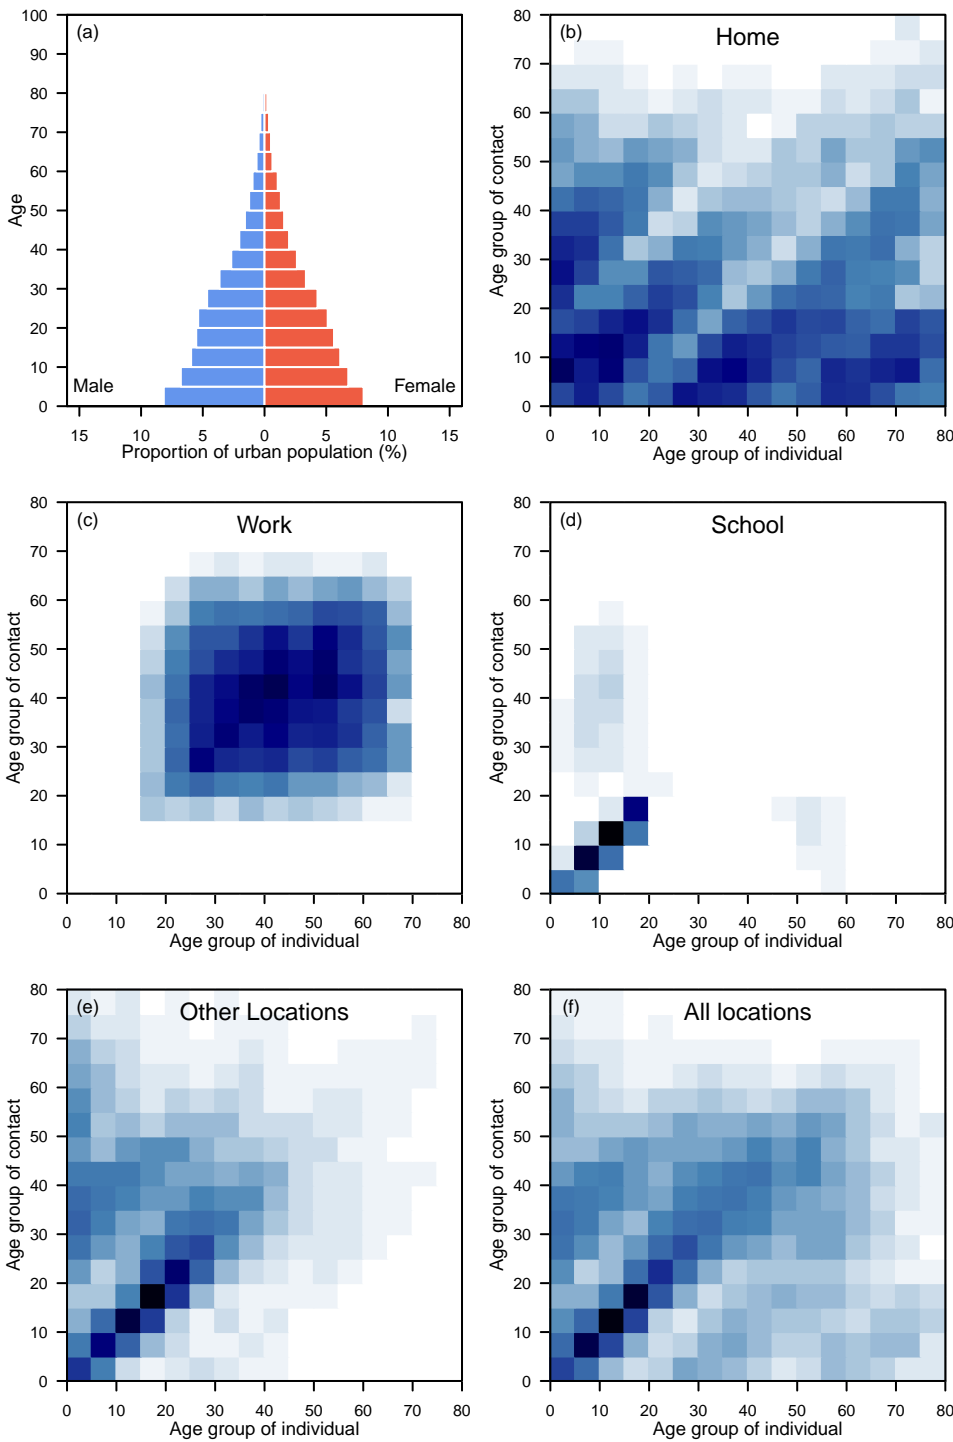 (a)
100
90
80
70
60
50
40
30
20
10
0
Age
Male
Female
15 10 5 0 5 10 15
Proportion of urban population (%)
(b)
Home
80
70
60
50
40
30
20
10
0
Age group of contact
0 10 20 30 40 50 60 70 80
Age group of individual
(c)
Work
80
70
60
50
40
30
20
10
0
Age group of contact
0 10 20 30 40 50 60 70 80
Age group of individual
(d)
School
80
70
60
50
40
30
20
10
0
Age group of contact
0 10 20 30 40 50 60 70 80
Age group of individual
(e)
Other Locations
80
70
60
50
40
30
20
10
0
Age group of contact
0 10 20 30 40 50 60 70 80
Age group of individual
(f)
All locations
80
70
60
50
40
30
20
10
0
Age group of contact
0 10 20 30 40 50 60 70 80
Age group of individual